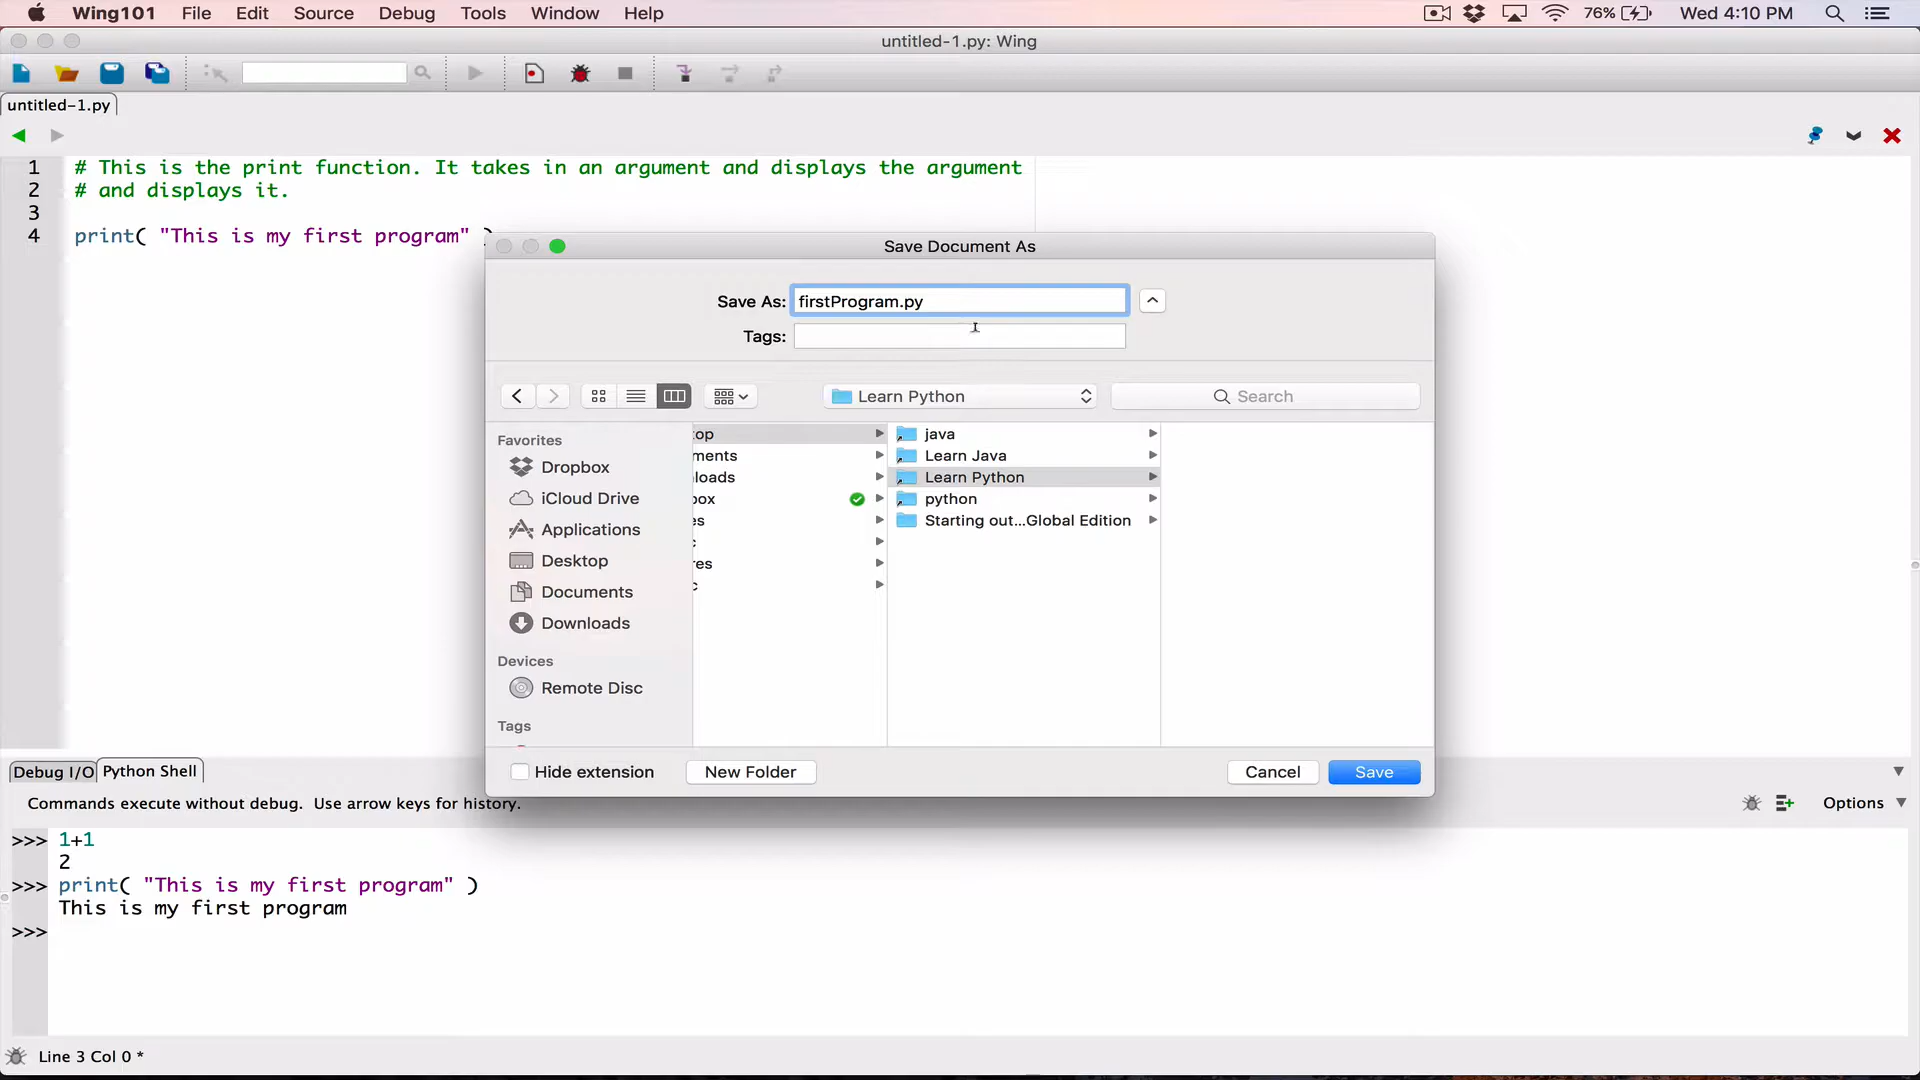 Wing101 File Edit Source Debug Tools Window Help 76% Wed 4:10 PM
untitled-1.py: Wing
untitled-1.py
1 # This is the print function. It takes in an argument and displays the argument
2 # and displays it.
3
4 print( "This is my first program" )
Save Document As
Save As: firstProgram.py
Tags:
Learn Python
Search
Favorites
Dropbox
iCloud Drive
Applications
Desktop
Documents
Downloads
Devices
Remote Disc
Tags
top
ments
loads
box
es
c
res
c
java
Learn Java
Learn Python
python
Starting out...Global Edition
Hide extension
New Folder
Cancel
Save
Debug I/O Python Shell
Commands execute without debug. Use arrow keys for history.
Options
>>> 1+1
2
>>> print( "This is my first program" )
This is my first program
>>>
Line 3 Col 0 *